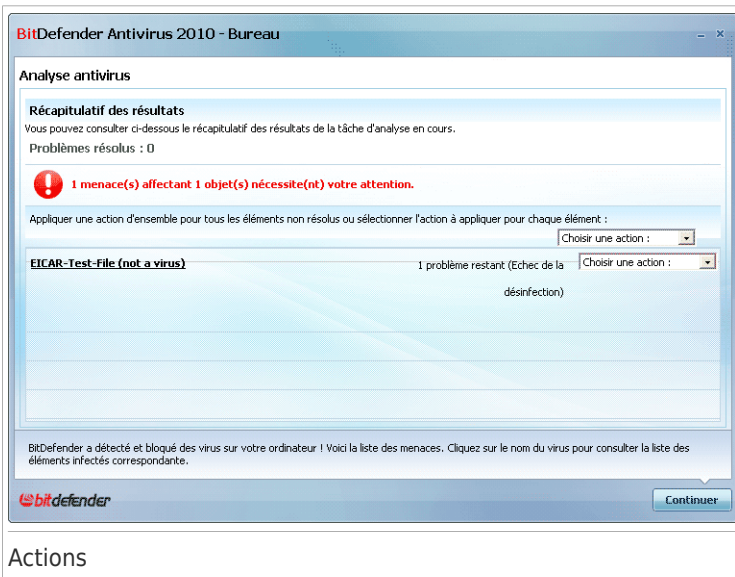 BitDefender Antivirus 2010 - Bureau
Analyse antivirus
Récapitulatif des résultats
Vous pouvez consulter ci-dessous le récapitulatif des résultats de la tâche d'analyse en cours.
Problèmes résolus : 0
1 menace(s) affectant 1 objet(s) nécessite(nt) votre attention.
Appliquer une action d'ensemble pour tous les éléments non résolus ou sélectionner l'action à appliquer pour chaque élément :
Choisir une action :
EICAR-Test-File (not a virus)
1 problème restant (Echec de la
désinfection)
Choisir une action :
BitDefender a détecté et bloqué des virus sur votre ordinateur ! Voici la liste des menaces. Cliquez sur le nom du virus pour consulter la liste des
éléments infectés correspondante.
bitdefender
Continuer
Actions